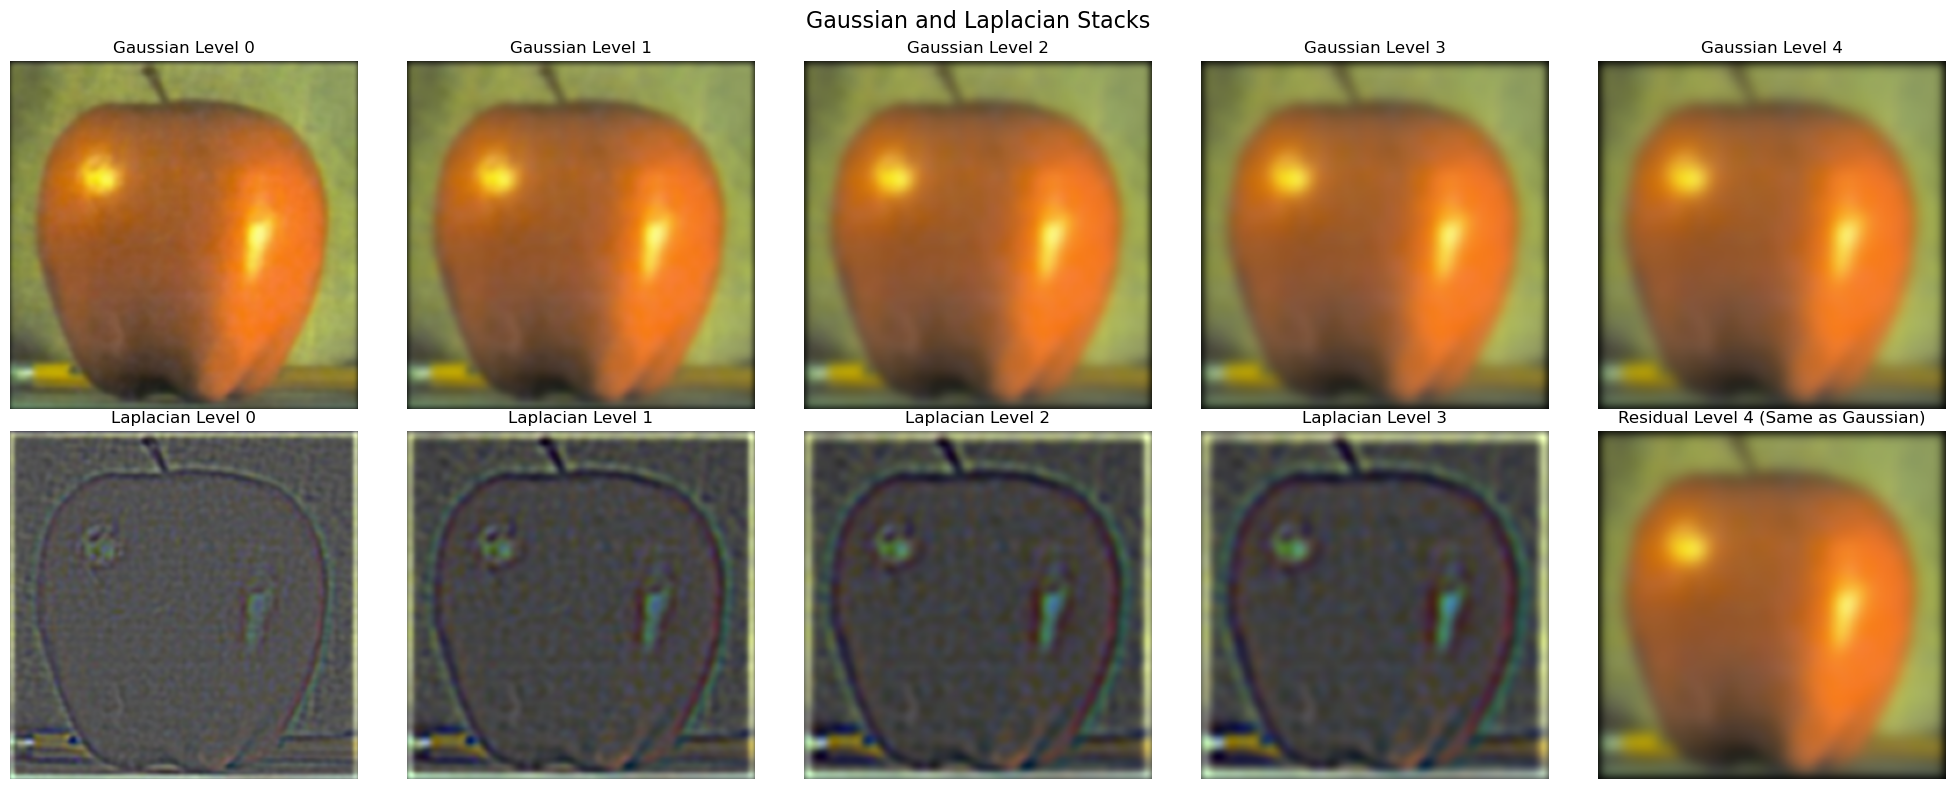 Gaussian and Laplacian Stacks
Gaussian Level 0
Gaussian Level 1
Gaussian Level 2
Gaussian Level 3
Gaussian Level 4
Laplacian Level 0
Laplacian Level 1
Laplacian Level 2
Laplacian Level 3
Residual Level 4 (Same as Gaussian)